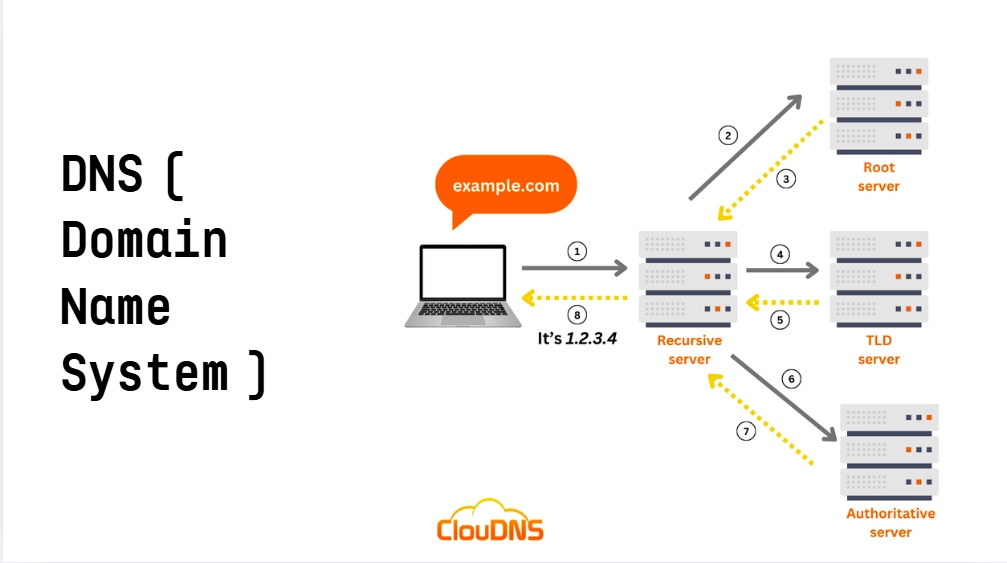 DNS (
Domain
Name
System )
example.com
1
8
It's 1.2.3.4
Recursive
server
2
3
Root
server
4
5
TLD
server
6
7
Authoritative
server
ClouDNS